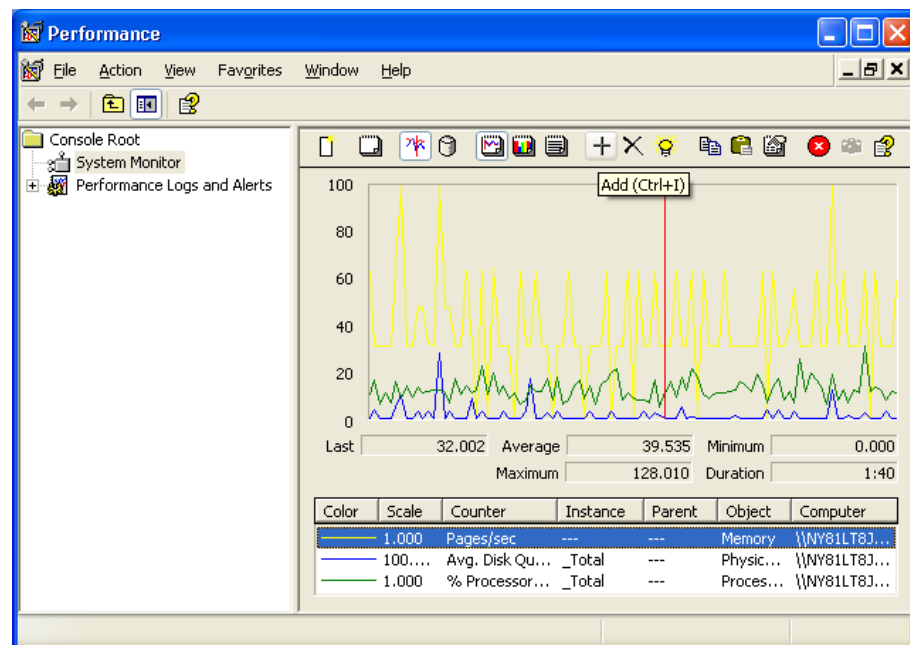 Performance
File Action View Favorites Window Help
Console Root
System Monitor
Performance Logs and Alerts
Add (Ctrl+I)
100
80
60
40
20
0
Last 32.002 Average 39.535 Minimum 0.000
Maximum 128.010 Duration 1:40
Color Scale Counter Instance Parent Object Computer
1.000 Pages/sec --- --- Memory \\NY81LT8J...
100.... Avg. Disk Qu... _Total --- Physic... \\NY81LT8J...
1.000 % Processor... _Total --- Proces... \\NY81LT8J...